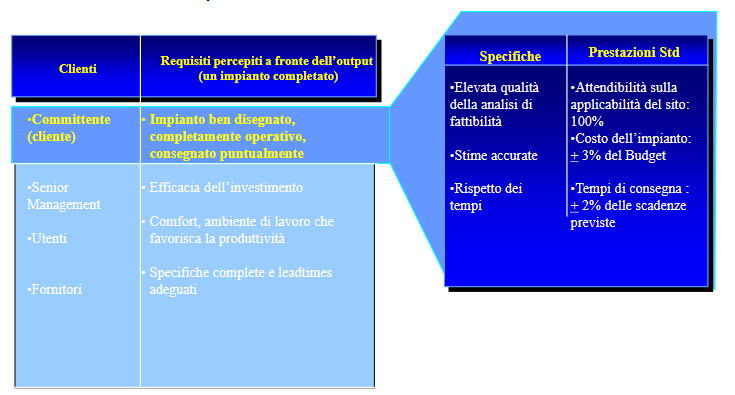 Clienti
Requisiti percepiti a fronte dell'output
(un impianto completato)
•Committente
(cliente)
• Impianto ben disegnato,
completamente operativo,
consegnato puntualmente
•Senior
Management
• Efficacia dell'investimento
•Utenti
• Comfort, ambiente di lavoro che
favorisca la produttività
•Fornitori
• Specifiche complete e leadtimes
adeguati
Specifiche
Prestazioni Std
•Elevata qualità
della analisi di
fattibilità
•Stime accurate
•Rispetto dei
tempi
•Attendibilità sulla
applicabilità del sito:
100%
•Costo dell'impianto:
± 3% del Budget
•Tempi di consegna :
± 2% delle scadenze
previste